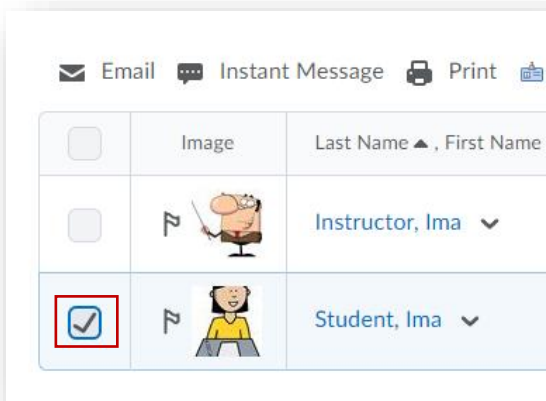 Email Instant Message Print
Image Last Name ▲ , First Name
Instructor, Ima
Student, Ima